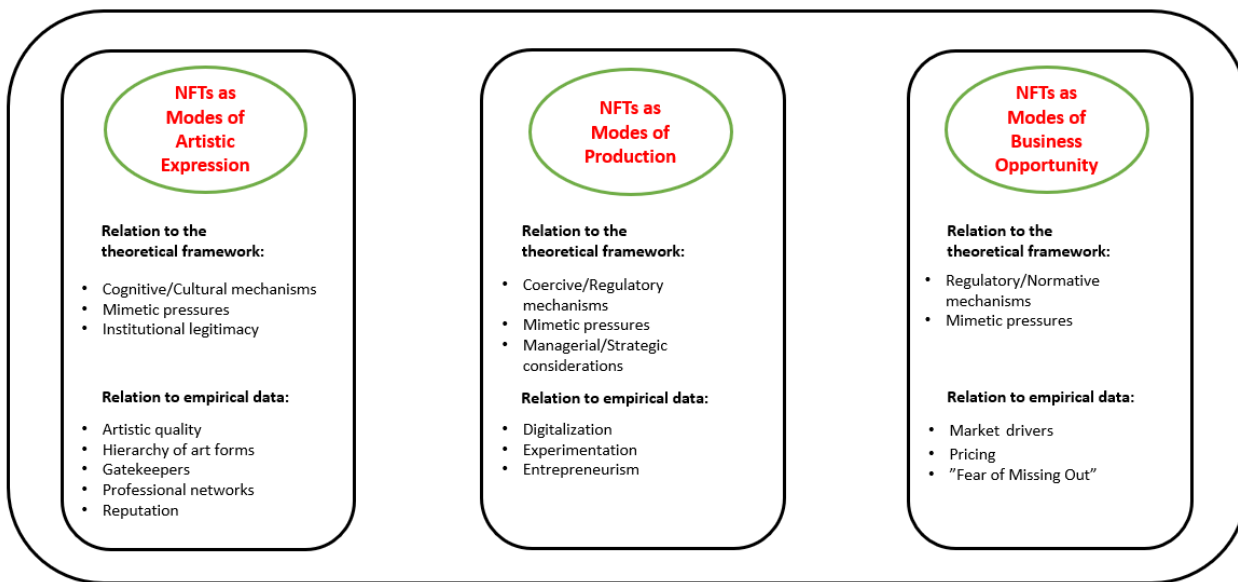 NFTs as
Modes of
Artistic
Expression
Relation to the
theoretical framework:
• Cognitive/Cultural mechanisms
• Mimetic pressures
• Institutional legitimacy
Relation to empirical data:
• Artistic quality
• Hierarchy of art forms
• Gatekeepers
• Professional networks
• Reputation
NFTs as
Modes of
Production
Relation to the
theoretical framework:
• Coercive/Regulatory
mechanisms
• Mimetic pressures
• Managerial/Strategic
considerations
Relation to empirical data:
• Digitalization
• Experimentation
• Entrepreneurism
NFTs as
Modes of
Business
Opportunity
Relation to the
theoretical framework:
• Regulatory/Normative
mechanisms
• Mimetic pressures
Relation to empirical data:
• Market drivers
• Pricing
• ”Fear of Missing Out”